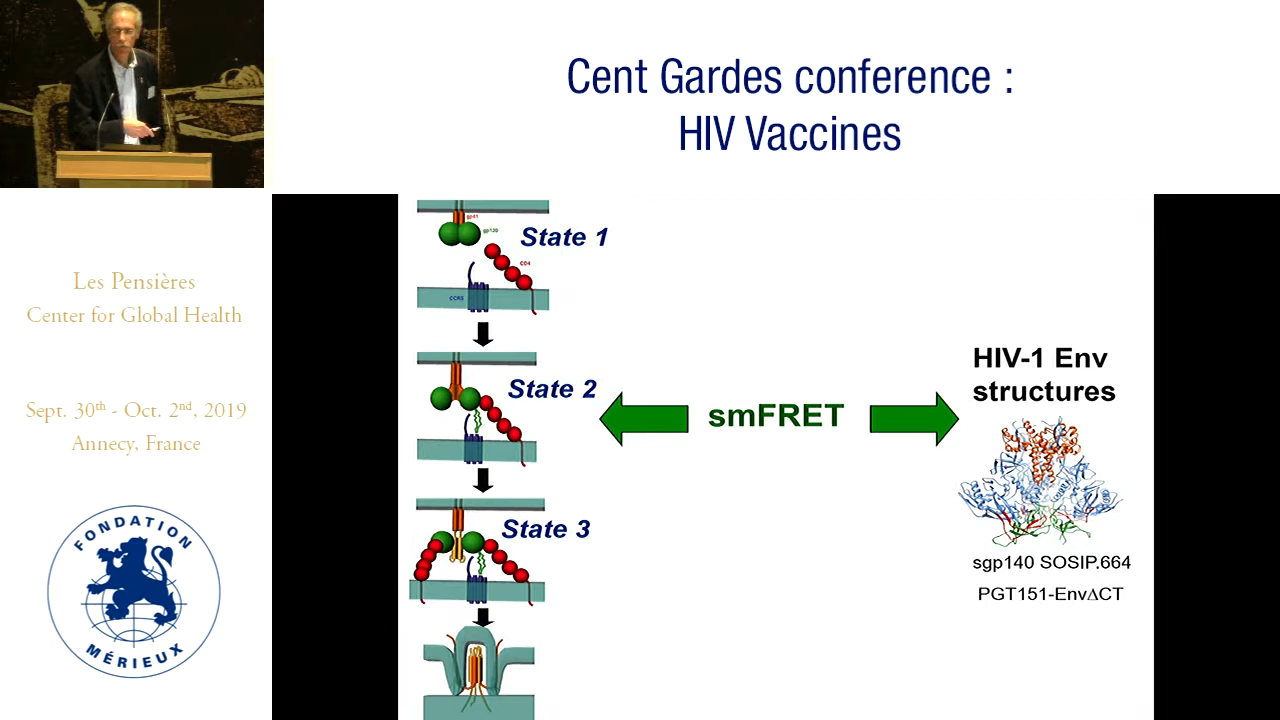 Cent Gardes conference :
HIV Vaccines
Les Pensières
Center for Global Health
Sept. 30th - Oct. 2nd, 2019
Annecy, France
FONDATION
MÉRIEUX
gp41
gp120
State 1
CD4
CCR5
State 2
smFRET
HIV-1 Env
structures
State 3
sgp140 SOSIP.664
PGT151-EnvΔCT